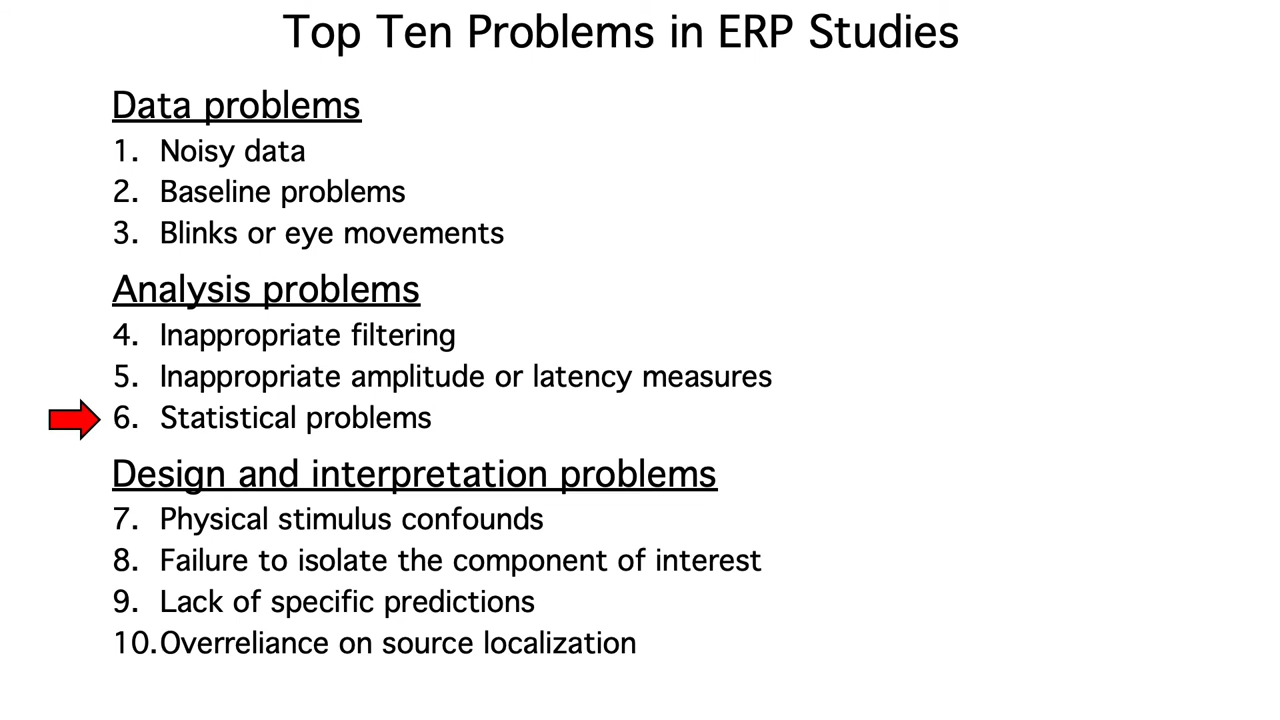 Top Ten Problems in ERP Studies
Data problems
1. Noisy data
2. Baseline problems
3. Blinks or eye movements
Analysis problems
4. Inappropriate filtering
5. Inappropriate amplitude or latency measures
6. Statistical problems
Design and interpretation problems
7. Physical stimulus confounds
8. Failure to isolate the component of interest
9. Lack of specific predictions
10. Overreliance on source localization